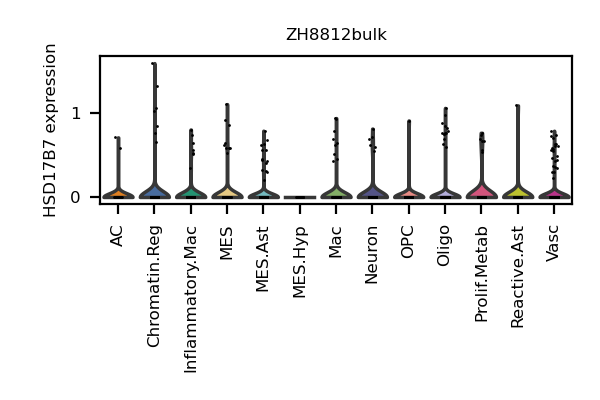 ZH8812bulk
HSD17B7 expression
1
0
AC
Chromatin.Reg
Inflammatory.Mac
MES
MES.Ast
MES.Hyp
Mac
Neuron
OPC
Oligo
Prolif.Metab
Reactive.Ast
Vasc